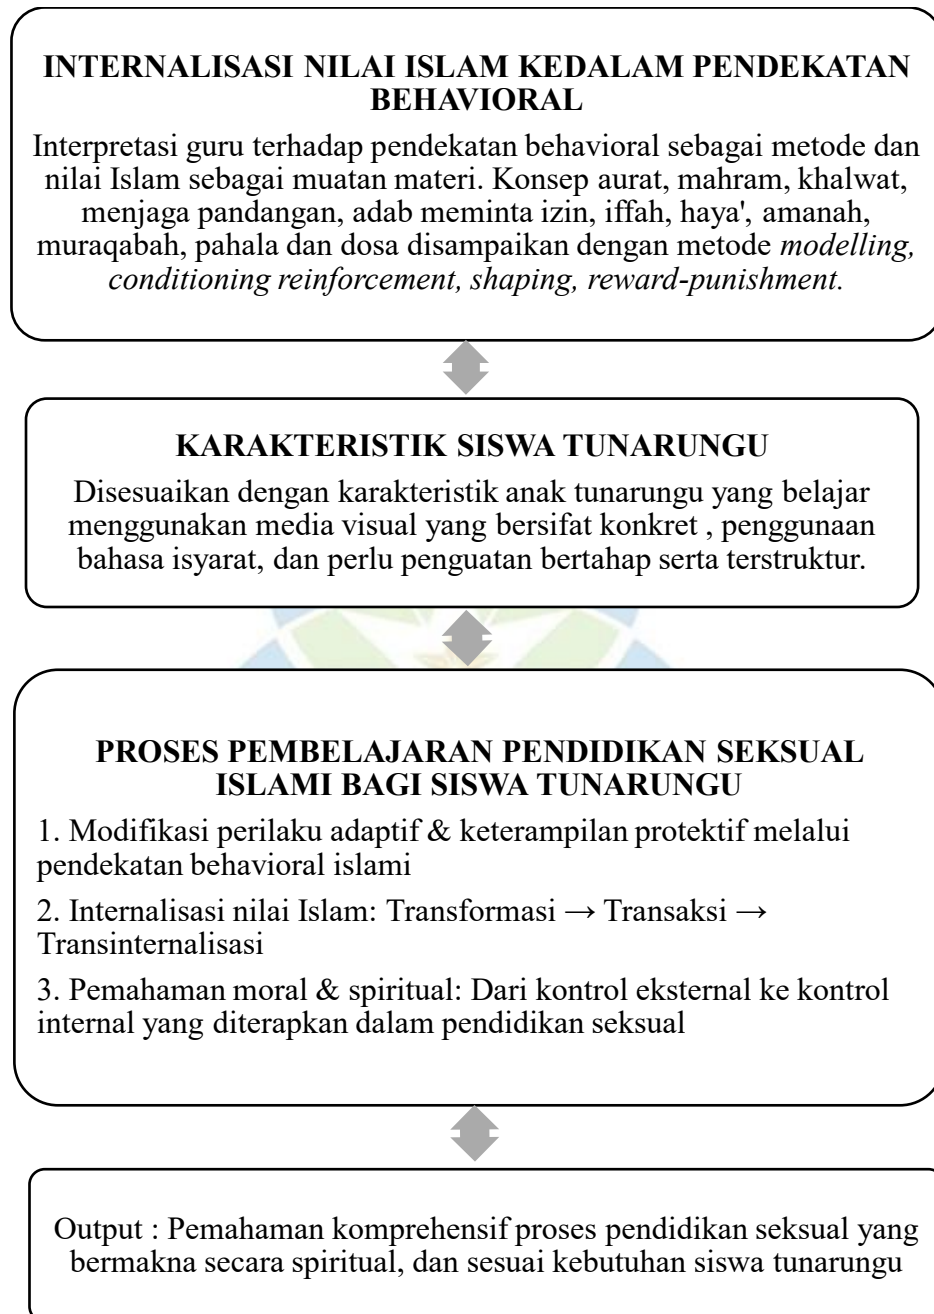 INTERNALISASI NILAI ISLAM KEDALAM PENDEKATAN
BEHAVIORAL
Interpretasi guru terhadap pendekatan behavioral sebagai metode dan
nilai Islam sebagai muatan materi. Konsep aurat, mahram, khalwat,
menjaga pandangan, adab meminta izin, iffah, haya', amanah,
muraqabah, pahala dan dosa disampaikan dengan metode modelling,
conditioning reinforcement, shaping, reward-punishment.
KARAKTERISTIK SISWA TUNARUNGU
Disesuaikan dengan karakteristik anak tunarungu yang belajar
menggunakan media visual yang bersifat konkret , penggunaan
bahasa isyarat, dan perlu penguatan bertahap serta terstruktur.
PROSES PEMBELAJARAN PENDIDIKAN SEKSUAL
ISLAMI BAGI SISWA TUNARUNGU
1. Modifikasi perilaku adaptif & keterampilan protektif melalui
pendekatan behavioral islami
2. Internalisasi nilai Islam: Transformasi → Transaksi →
Transinternalisasi
3. Pemahaman moral & spiritual: Dari kontrol eksternal ke kontrol
internal yang diterapkan dalam pendidikan seksual
Output : Pemahaman komprehensif proses pendidikan seksual yang
bermakna secara spiritual, dan sesuai kebutuhan siswa tunarungu